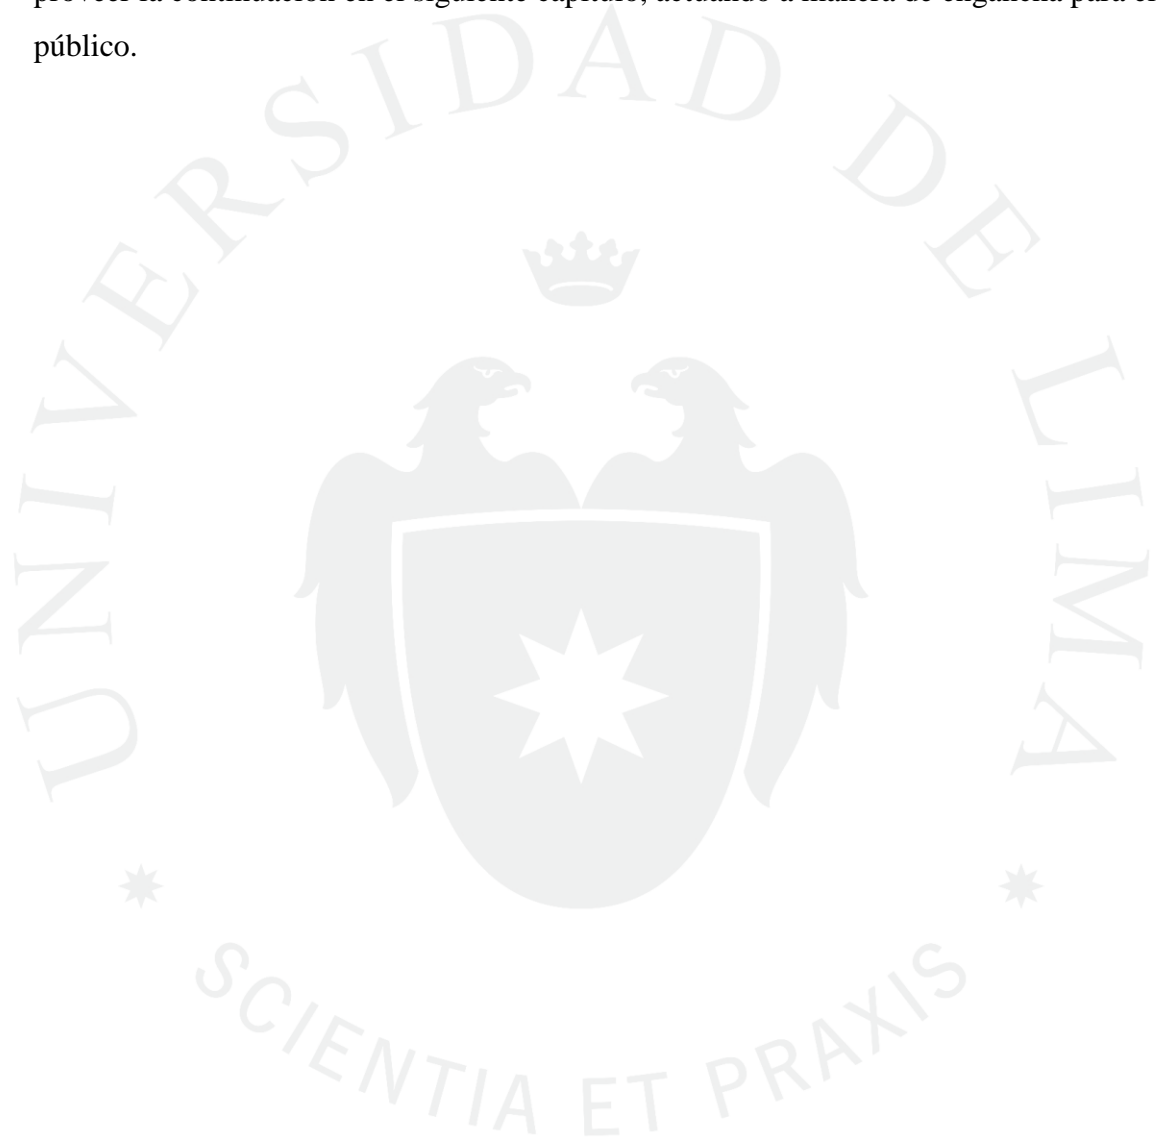 proveer la continuación en el siguiente capítulo, actuando a manera de engancha para el
público.
UNIVERSIDAD DE LIMA
SCIENTIA ET PRAXIS